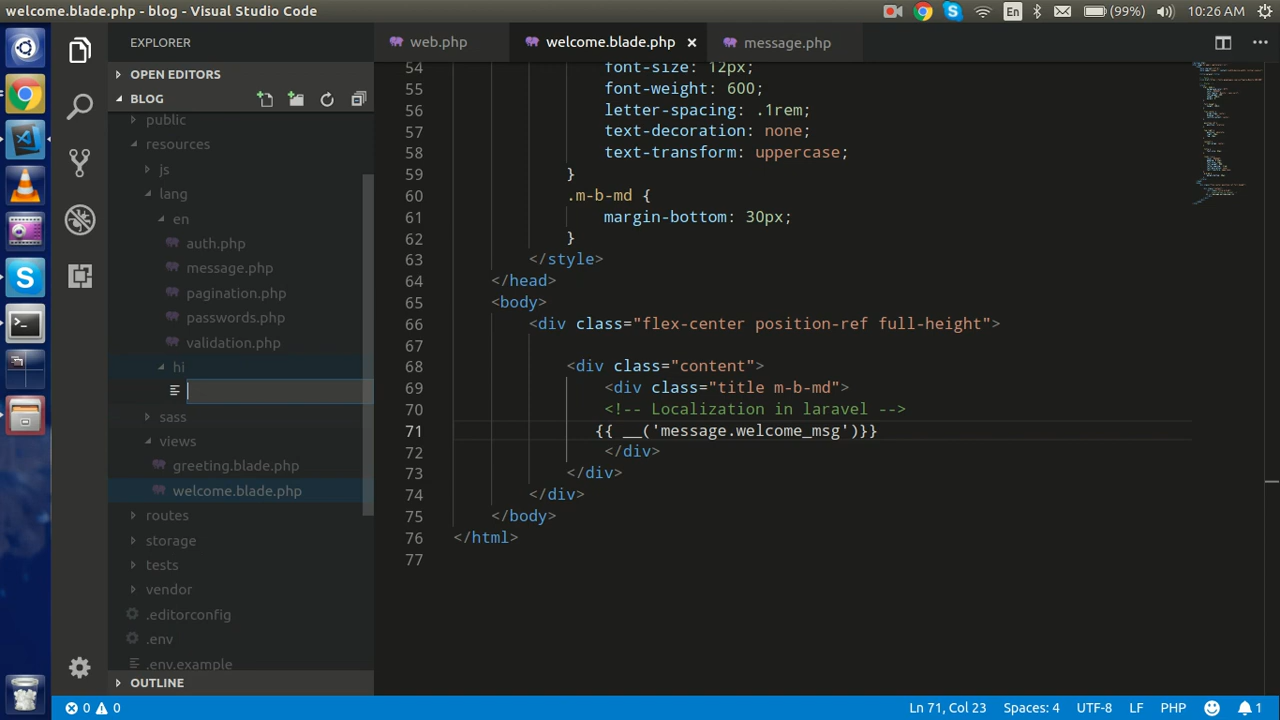 welcome.blade.php - blog - Visual Studio Code
En
(99%)
10:26 AM
EXPLORER
web.php
welcome.blade.php
message.php
OPEN EDITORS
BLOG
public
resources
js
lang
en
auth.php
message.php
pagination.php
passwords.php
validation.php
hi
sass
views
greeting.blade.php
welcome.blade.php
routes
storage
tests
vendor
.editorconfig
.env
.env.example
OUTLINE
54 font-size: 12px;
55 font-weight: 600;
56 letter-spacing: .1rem;
57 text-decoration: none;
58 text-transform: uppercase;
59 }
60 .m-b-md {
61 margin-bottom: 30px;
62 }
63 </style>
64 </head>
65 <body>
66 <div class="flex-center position-ref full-height">
67
68 <div class="content">
69 <div class="title m-b-md">
70 <!-- Localization in laravel -->
71 {{ __('message.welcome_msg')}}
72 </div>
73 </div>
74 </div>
75 </body>
76 </html>
77
0 0
Ln 71, Col 23
Spaces: 4
UTF-8
LF
PHP
1